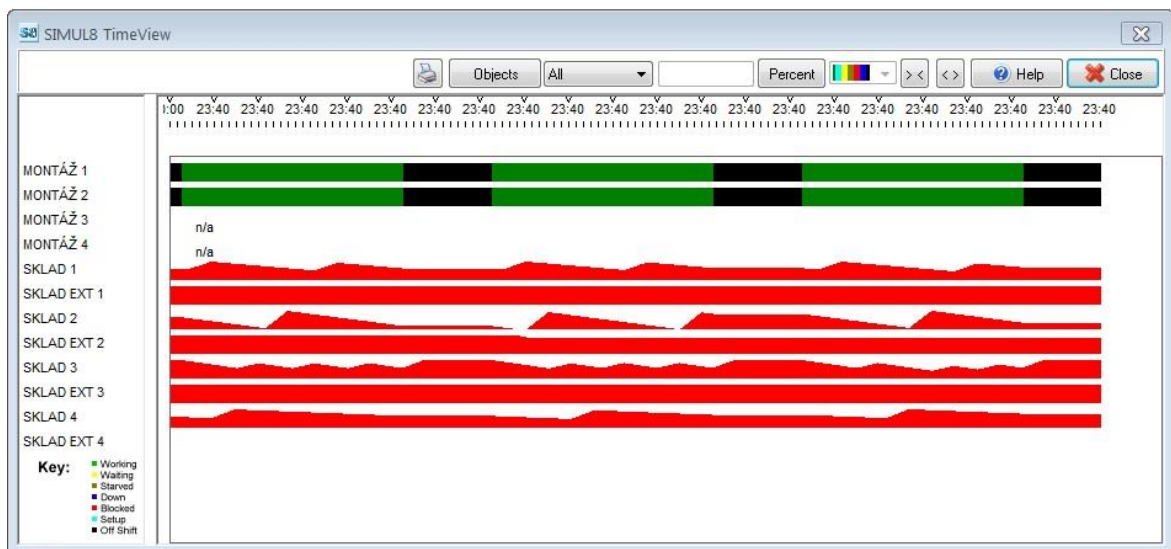 S8 SIMUL8 TimeView
Objects All Percent > < < > Help Close
):00 23:40 23:40 23:40 23:40 23:40 23:40 23:40 23:40 23:40 23:40 23:40 23:40 23:40 23:40 23:40 23:40 23:40 23:40 23:40 23:40 23:40
MONTÁŽ 1
MONTÁŽ 2
MONTÁŽ 3
n/a
MONTÁŽ 4
n/a
SKLAD 1
SKLAD EXT 1
SKLAD 2
SKLAD EXT 2
SKLAD 3
SKLAD EXT 3
SKLAD 4
SKLAD EXT 4
Key:
Working
Waiting
Starved
Down
Blocked
Setup
Off Shift